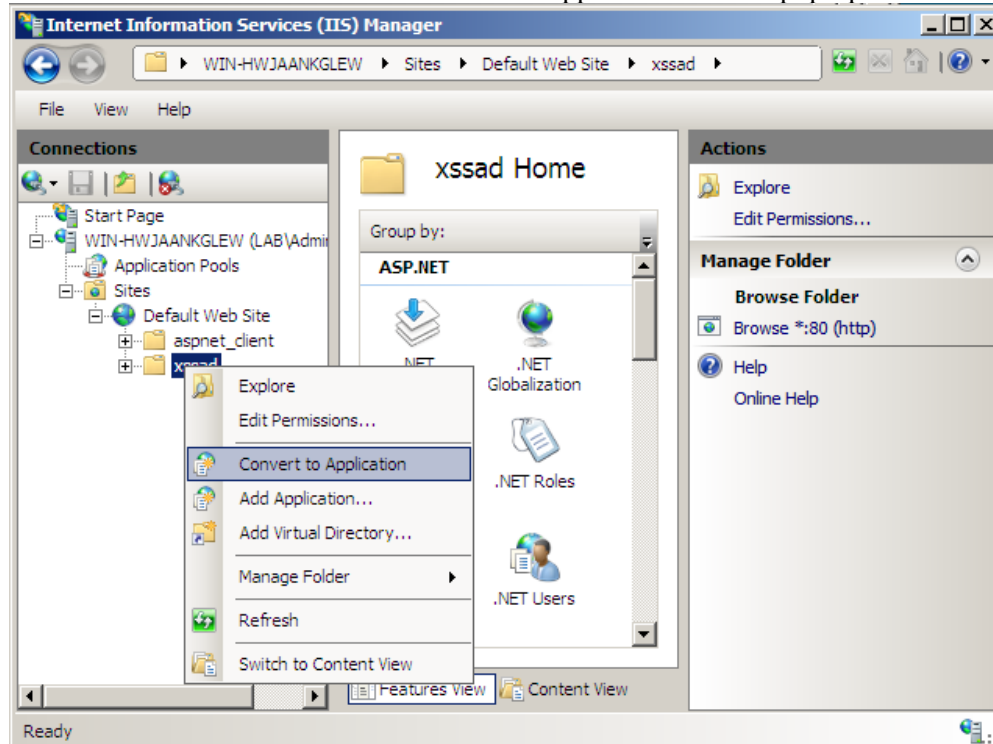 Internet Information Services (IIS) Manager
WIN-HWJAANKGLEW Sites Default Web Site xssad
File View Help
Connections
Start Page
WIN-HWJAANKGLEW (LAB\Admi
Application Pools
Sites
Default Web Site
aspnet_client
xssad
Explore
Edit Permissions...
Convert to Application
Add Application...
Add Virtual Directory...
Manage Folder
Refresh
Switch to Content View
xssad Home
Group by:
ASP.NET
.NET
.NET
Globalization
.NET Roles
.NET Users
Features View Content View
Actions
Explore
Edit Permissions...
Manage Folder
Browse Folder
Browse *:80 (http)
Help
Online Help
Ready